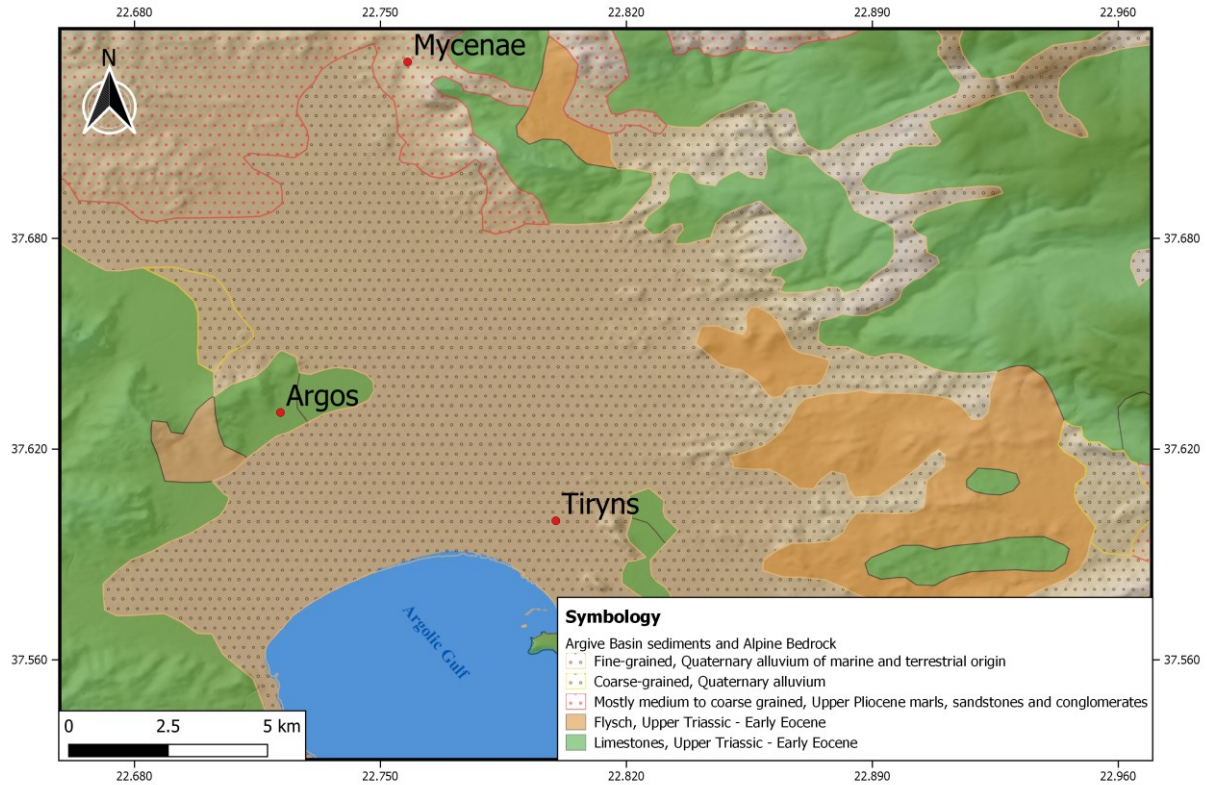 22.680 22.750 22.820 22.890 22.960
N
Mycenae
37.680 37.680
Argos
37.620 37.620
Tiryns
Argolic Gulf
37.560 37.560
Symbology
Argive Basin sediments and Alpine Bedrock
Fine-grained, Quaternary alluvium of marine and terrestrial origin
Coarse-grained, Quaternary alluvium
Mostly medium to coarse grained, Upper Pliocene marls, sandstones and conglomerates
Flysch, Upper Triassic - Early Eocene
Limestones, Upper Triassic - Early Eocene
0 2.5 5 km
22.680 22.750 22.820 22.890 22.960